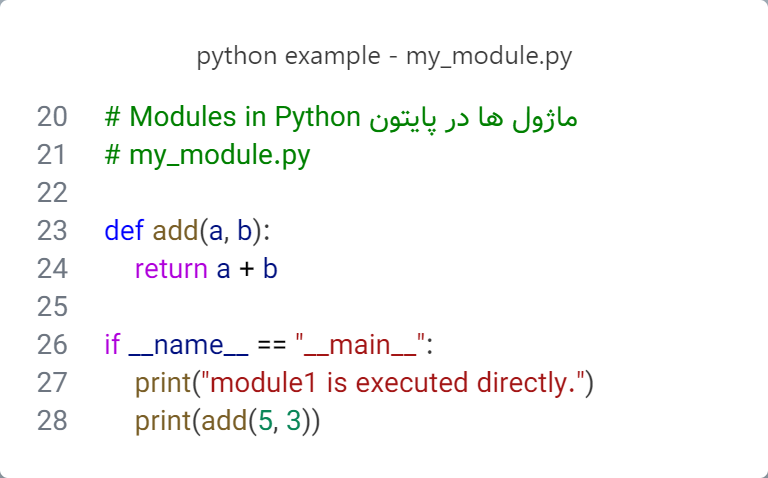 python example - my_module.py
20 # Modules in Python ماژول ها در پایتون
21 # my_module.py
22
23 def add(a, b):
24     return a + b
25
26 if __name__ == "__main__":
27     print("module1 is executed directly.")
28     print(add(5, 3))